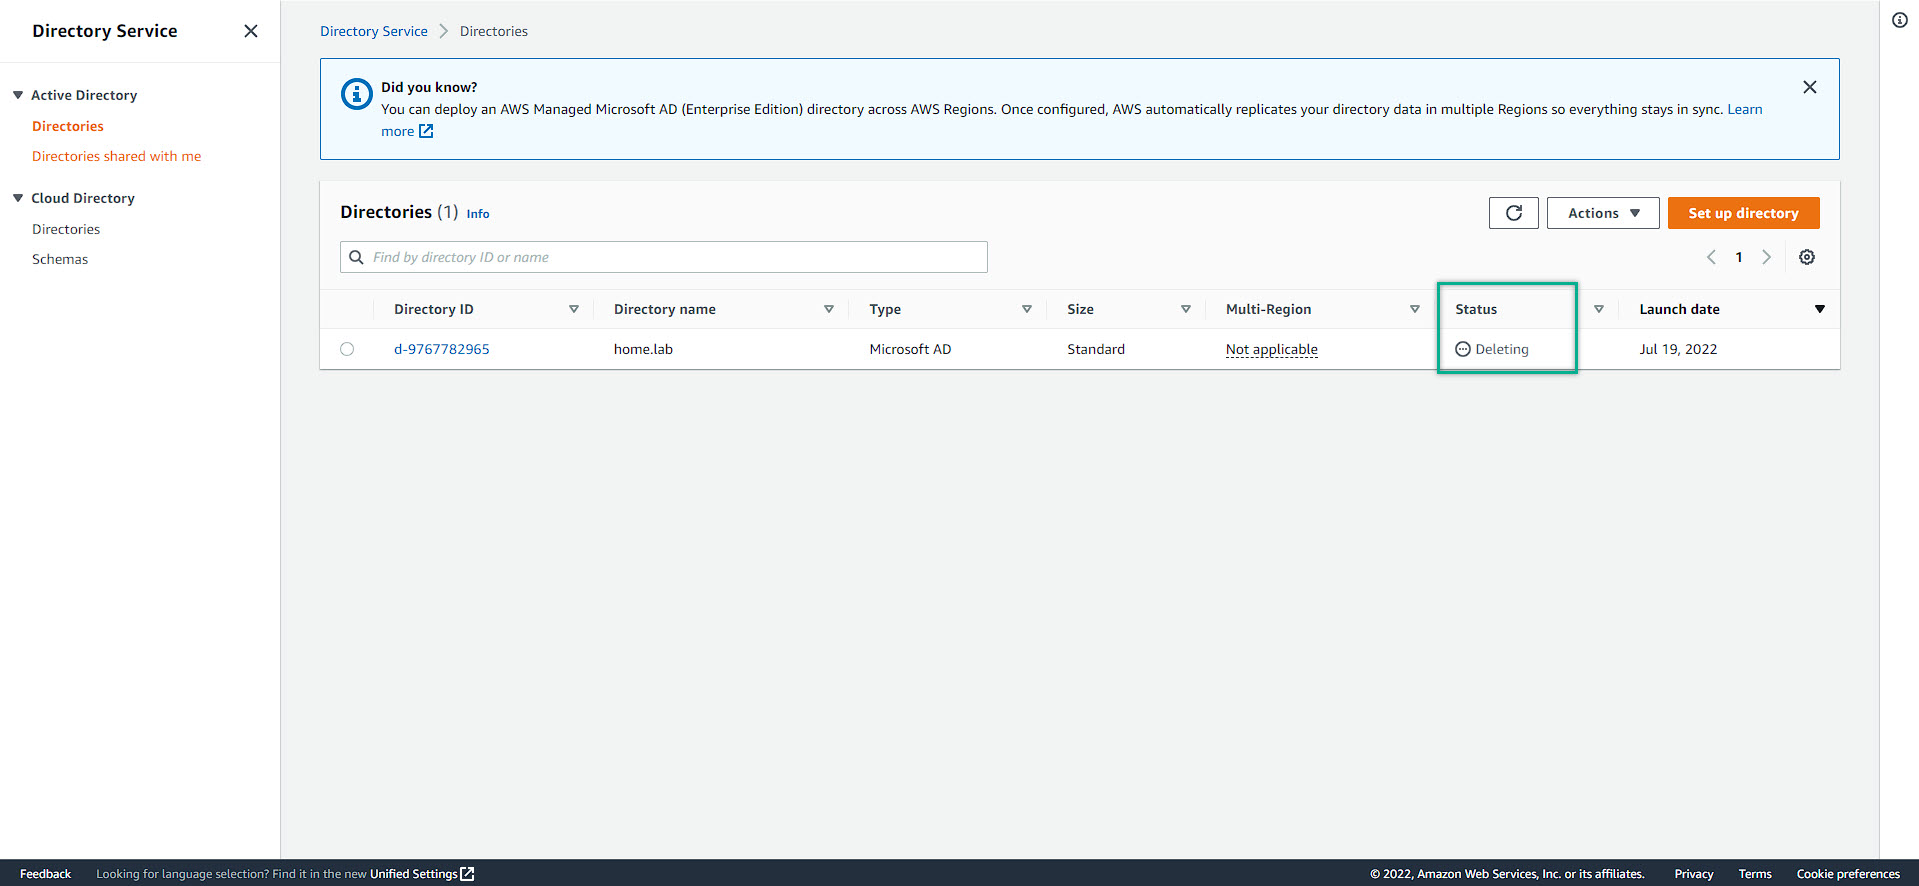 Directory Service
Active Directory
Directories
Directories shared with me
Cloud Directory
Directories
Schemas
Directory Service > Directories
Did you know?
You can deploy an AWS Managed Microsoft AD (Enterprise Edition) directory across AWS Regions. Once configured, AWS automatically replicates your directory data in multiple Regions so everything stays in sync. Learn
more
Directories (1) Info
Actions
Set up directory
Find by directory ID or name
1
Directory ID Directory name Type Size Multi-Region Status Launch date
d-9767782965 home.lab Microsoft AD Standard Not applicable Deleting Jul 19, 2022
Feedback Looking for language selection? Find it in the new Unified Settings © 2022, Amazon Web Services, Inc. or its affiliates. Privacy Terms Cookie preferences